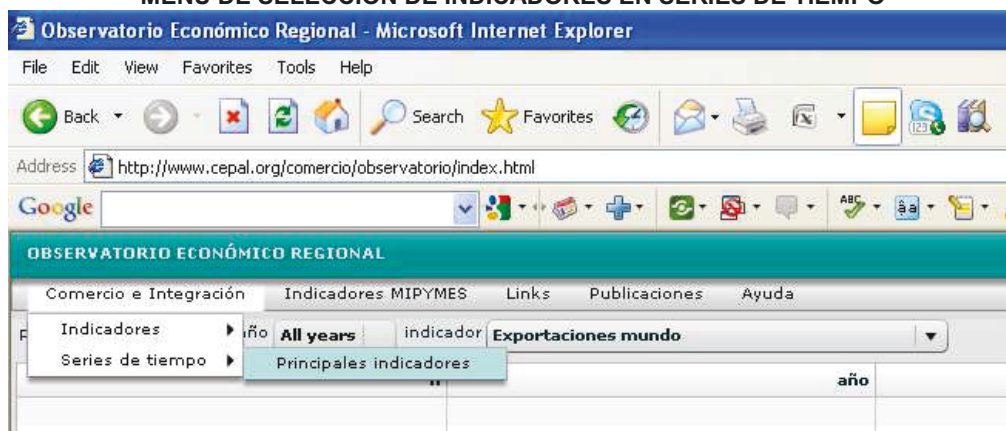 MENÚ DE SELECCIÓN DE INDICADORES EN SERIES DE TIEMPO
Observatorio Económico Regional - Microsoft Internet Explorer
File Edit View Favorites Tools Help
Back Search Favorites
Address http://www.cepal.org/comercio/observatorio/index.html
Google
OBSERVATORIO ECONÓMICO REGIONAL
Comercio e Integración Indicadores MIPYMES Links Publicaciones Ayuda
Indicadores año All years indicador Exportaciones mundo
Series de tiempo Principales indicadores
año